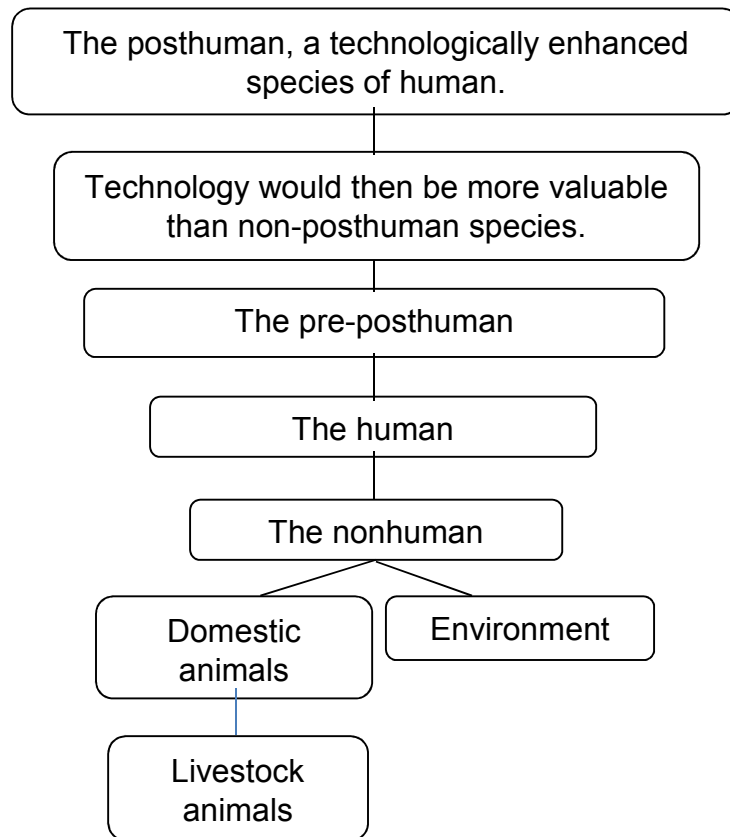 The posthuman, a technologically enhanced
species of human.
Technology would then be more valuable
than non-posthuman species.
The pre-posthuman
The human
The nonhuman
Domestic
animals
Environment
Livestock
animals